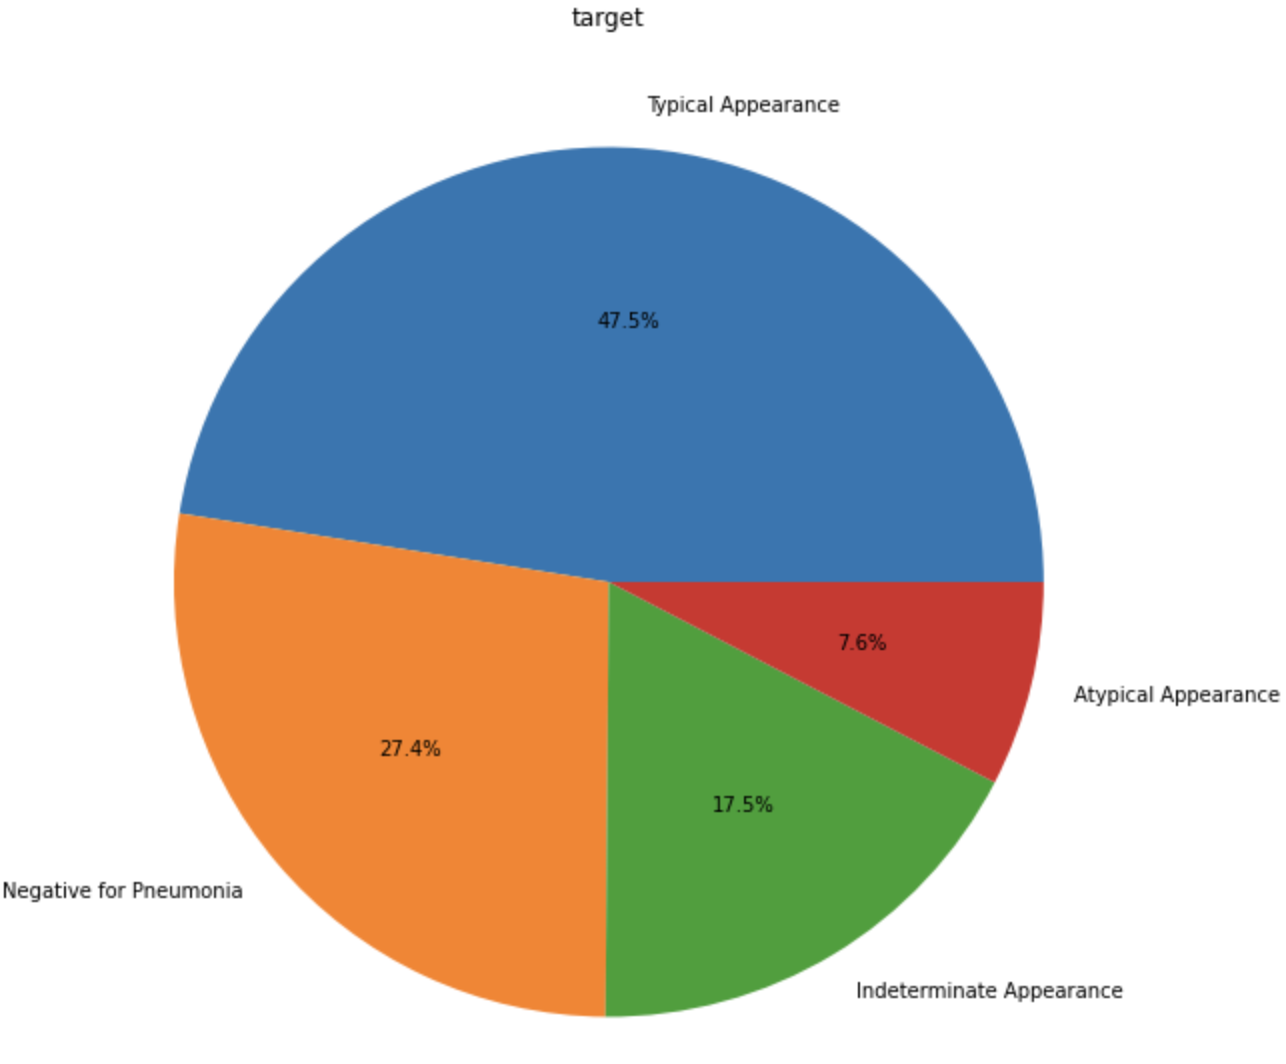 target
Typical Appearance
47.5%
7.6%
Atypical Appearance
27.4%
17.5%
Negative for Pneumonia
Indeterminate Appearance